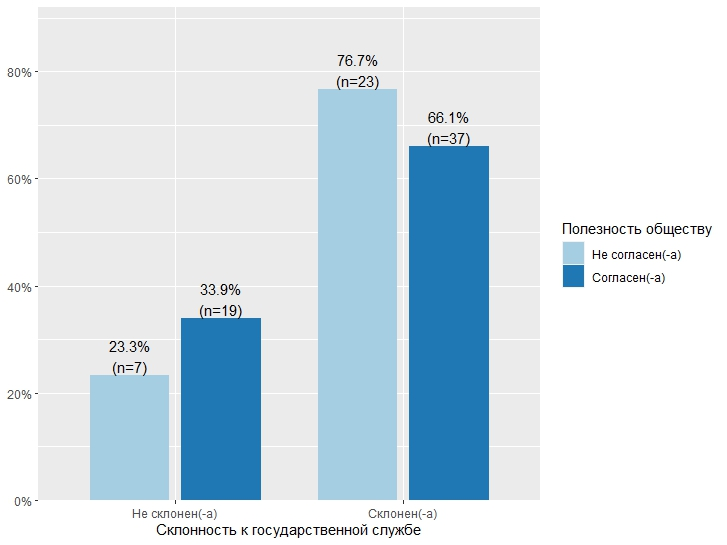 76.7%
(n=23)
80%
66.1%
(n=37)
60%
Полезность обществу
Не согласен(-а)
Согласен(-а)
40%
33.9%
(n=19)
23.3%
(n=7)
20%
0%
Не склонен(-а)
Склонен(-а)
Склонность к государственной службе